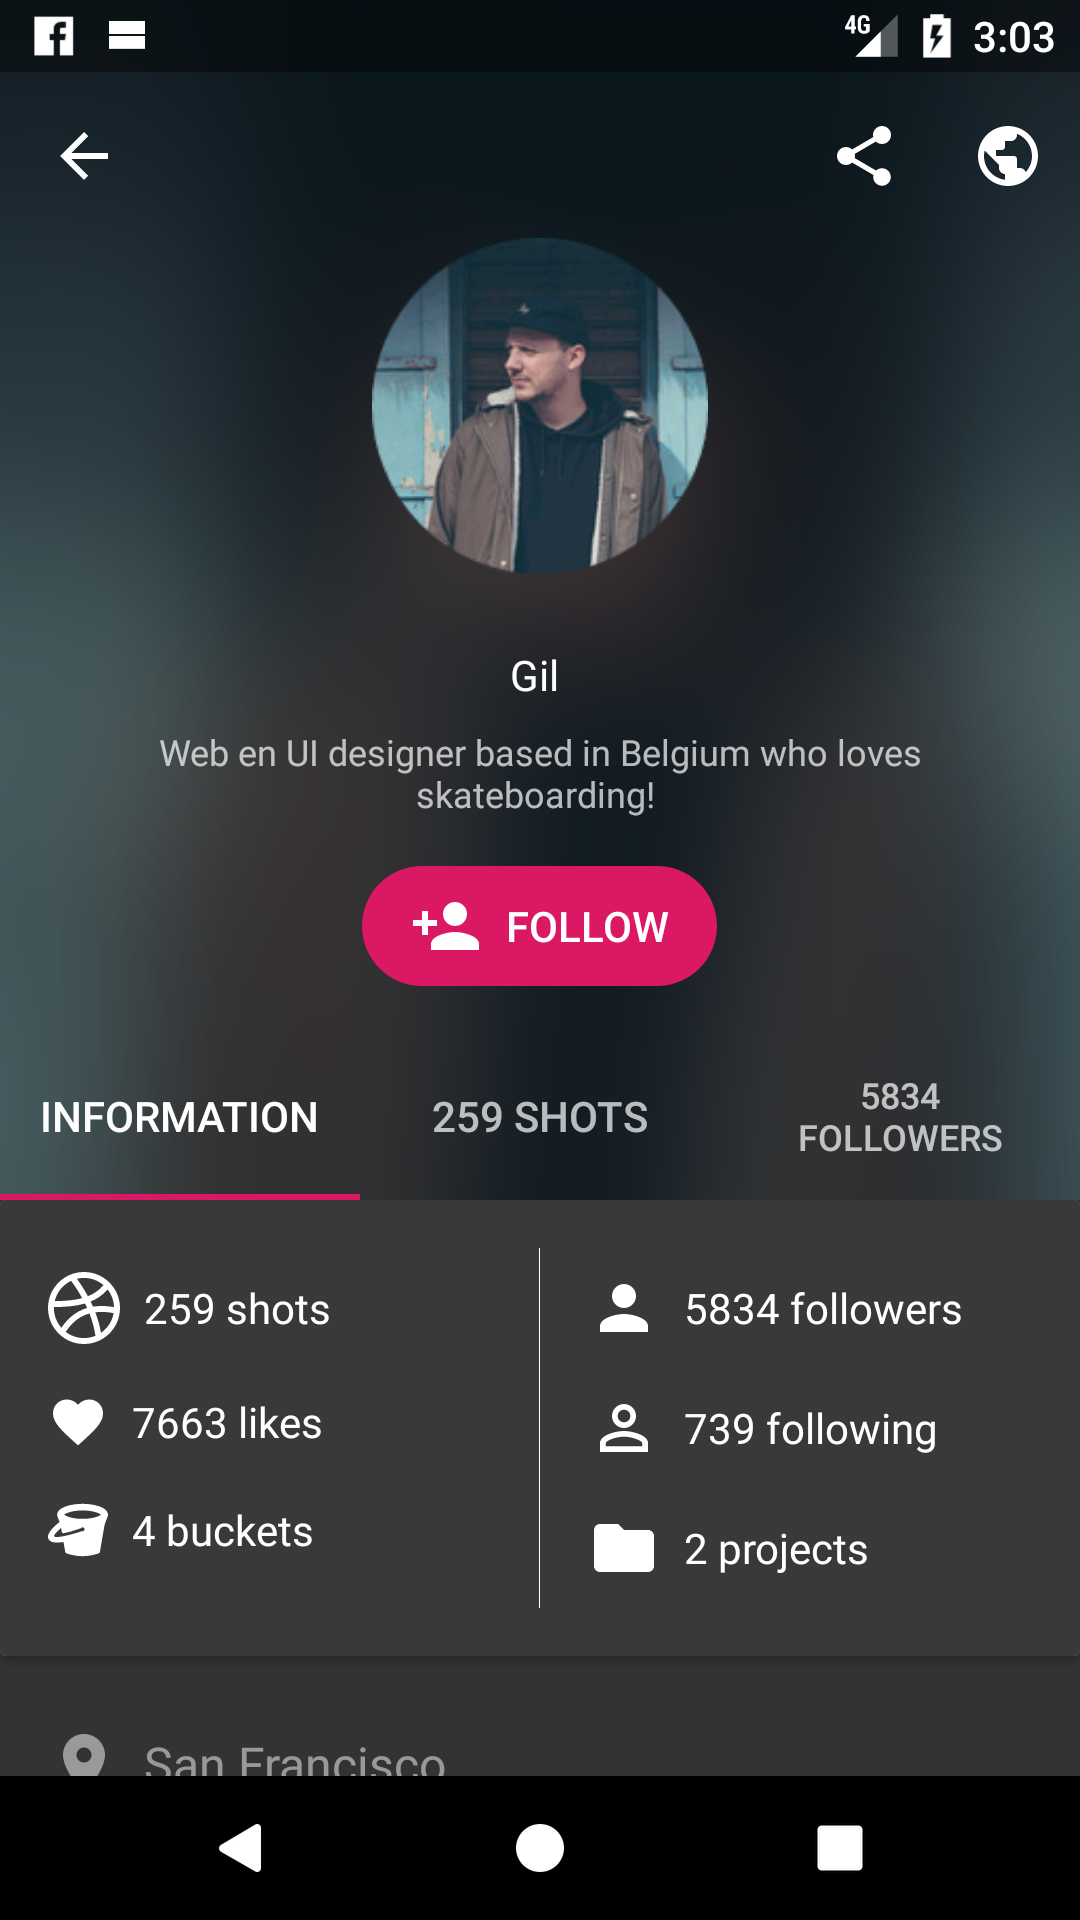 4G 3:03
Gil
Web en UI designer based in Belgium who loves
skateboarding!
FOLLOW
INFORMATION
259 SHOTS
5834
FOLLOWERS
259 shots
7663 likes
4 buckets
5834 followers
739 following
2 projects
San Francisco